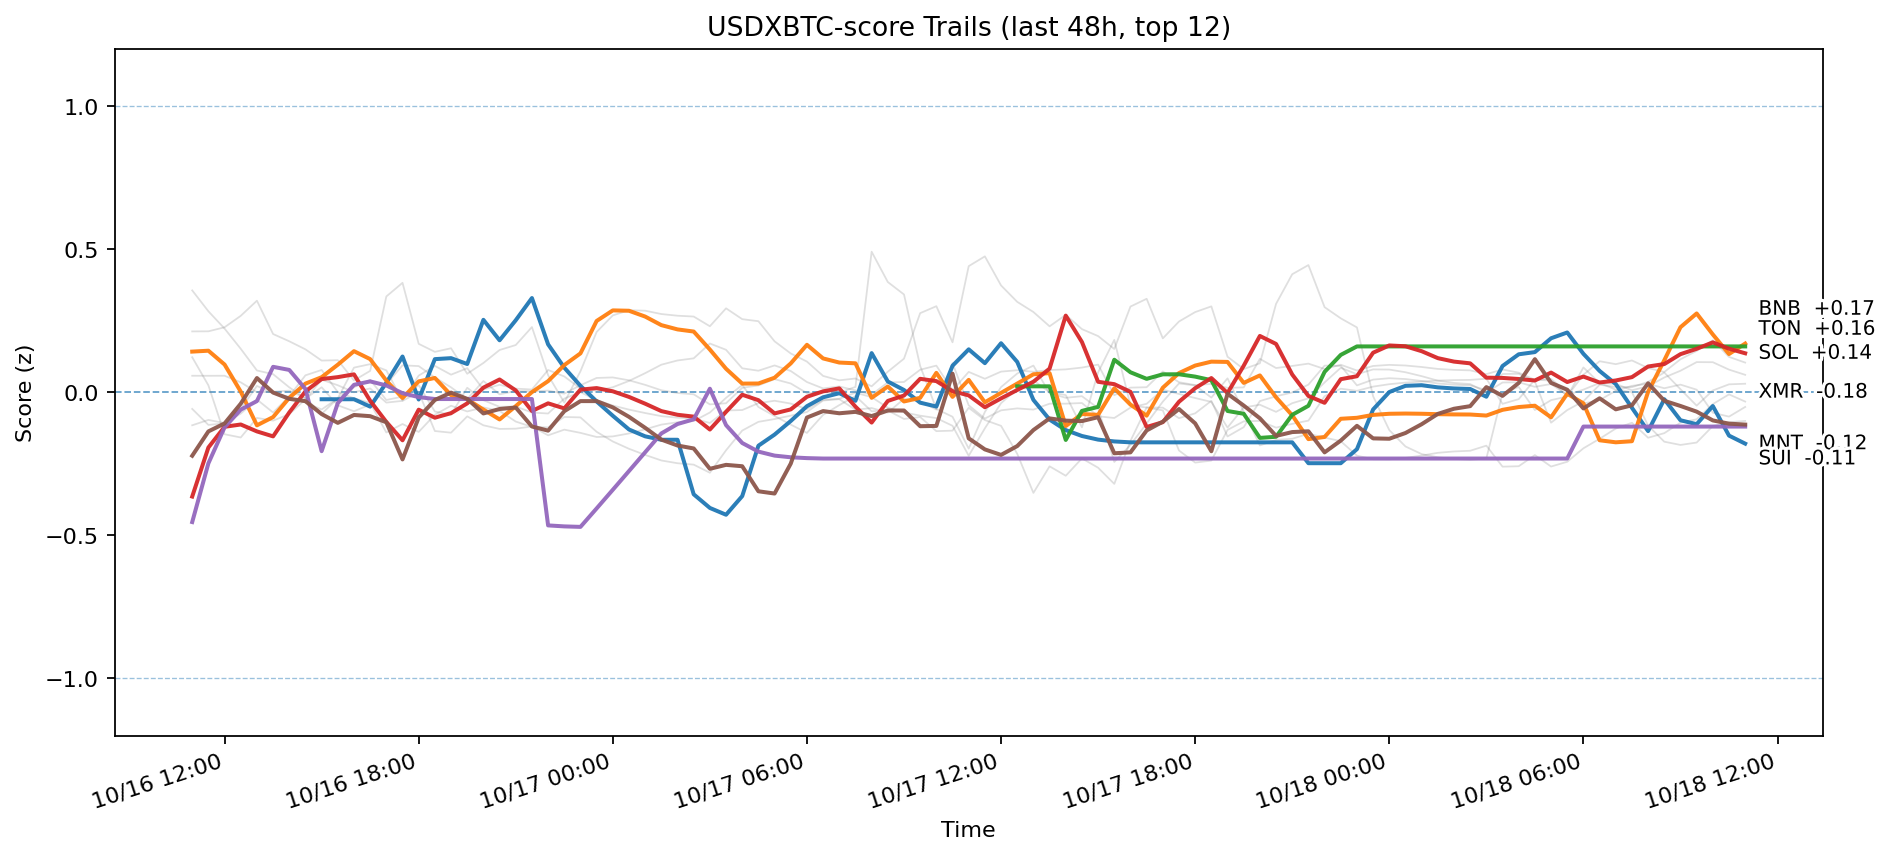 USDXBTC-score Trails (last 48h, top 12)
Score (z)
1.0
0.5
0.0
−0.5
−1.0
BNB +0.17
TON +0.16
SOL +0.14
XMR -0.18
MNT -0.12
SUI -0.11
10/16 12:00
10/16 18:00
10/17 00:00
10/17 06:00
10/17 12:00
10/17 18:00
10/18 00:00
10/18 06:00
10/18 12:00
Time